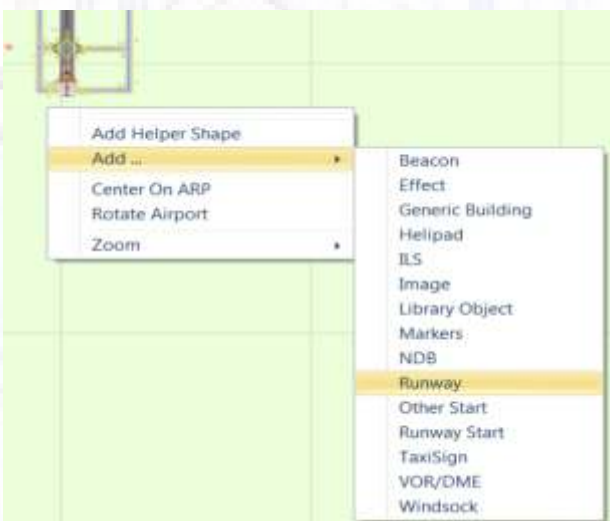 Add Helper Shape
Add ...
Center On ARP
Rotate Airport
Zoom
Beacon
Effect
Generic Building
Helipad
ILS
Image
Library Object
Markers
NDB
Runway
Other Start
Runway Start
TaxiSign
VOR/DME
Windsock